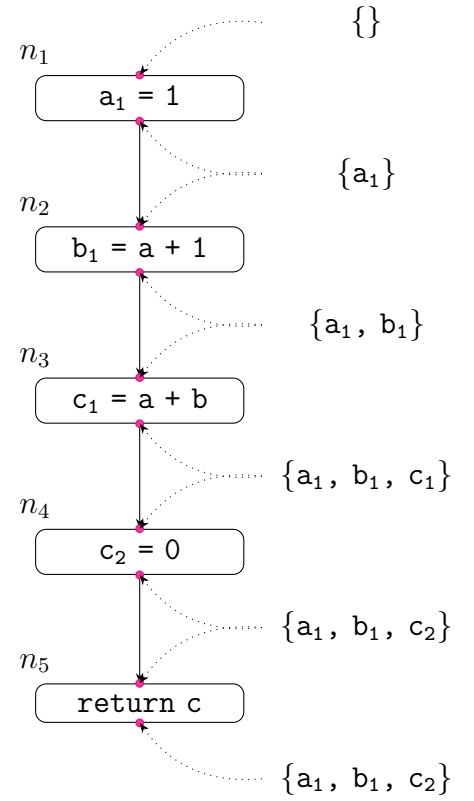 {}
n₁
a₁ = 1
{a₁}
n₂
b₁ = a + 1
{a₁, b₁}
n₃
c₁ = a + b
{a₁, b₁, c₁}
n₄
c₂ = 0
{a₁, b₁, c₂}
n₅
return c
{a₁, b₁, c₂}